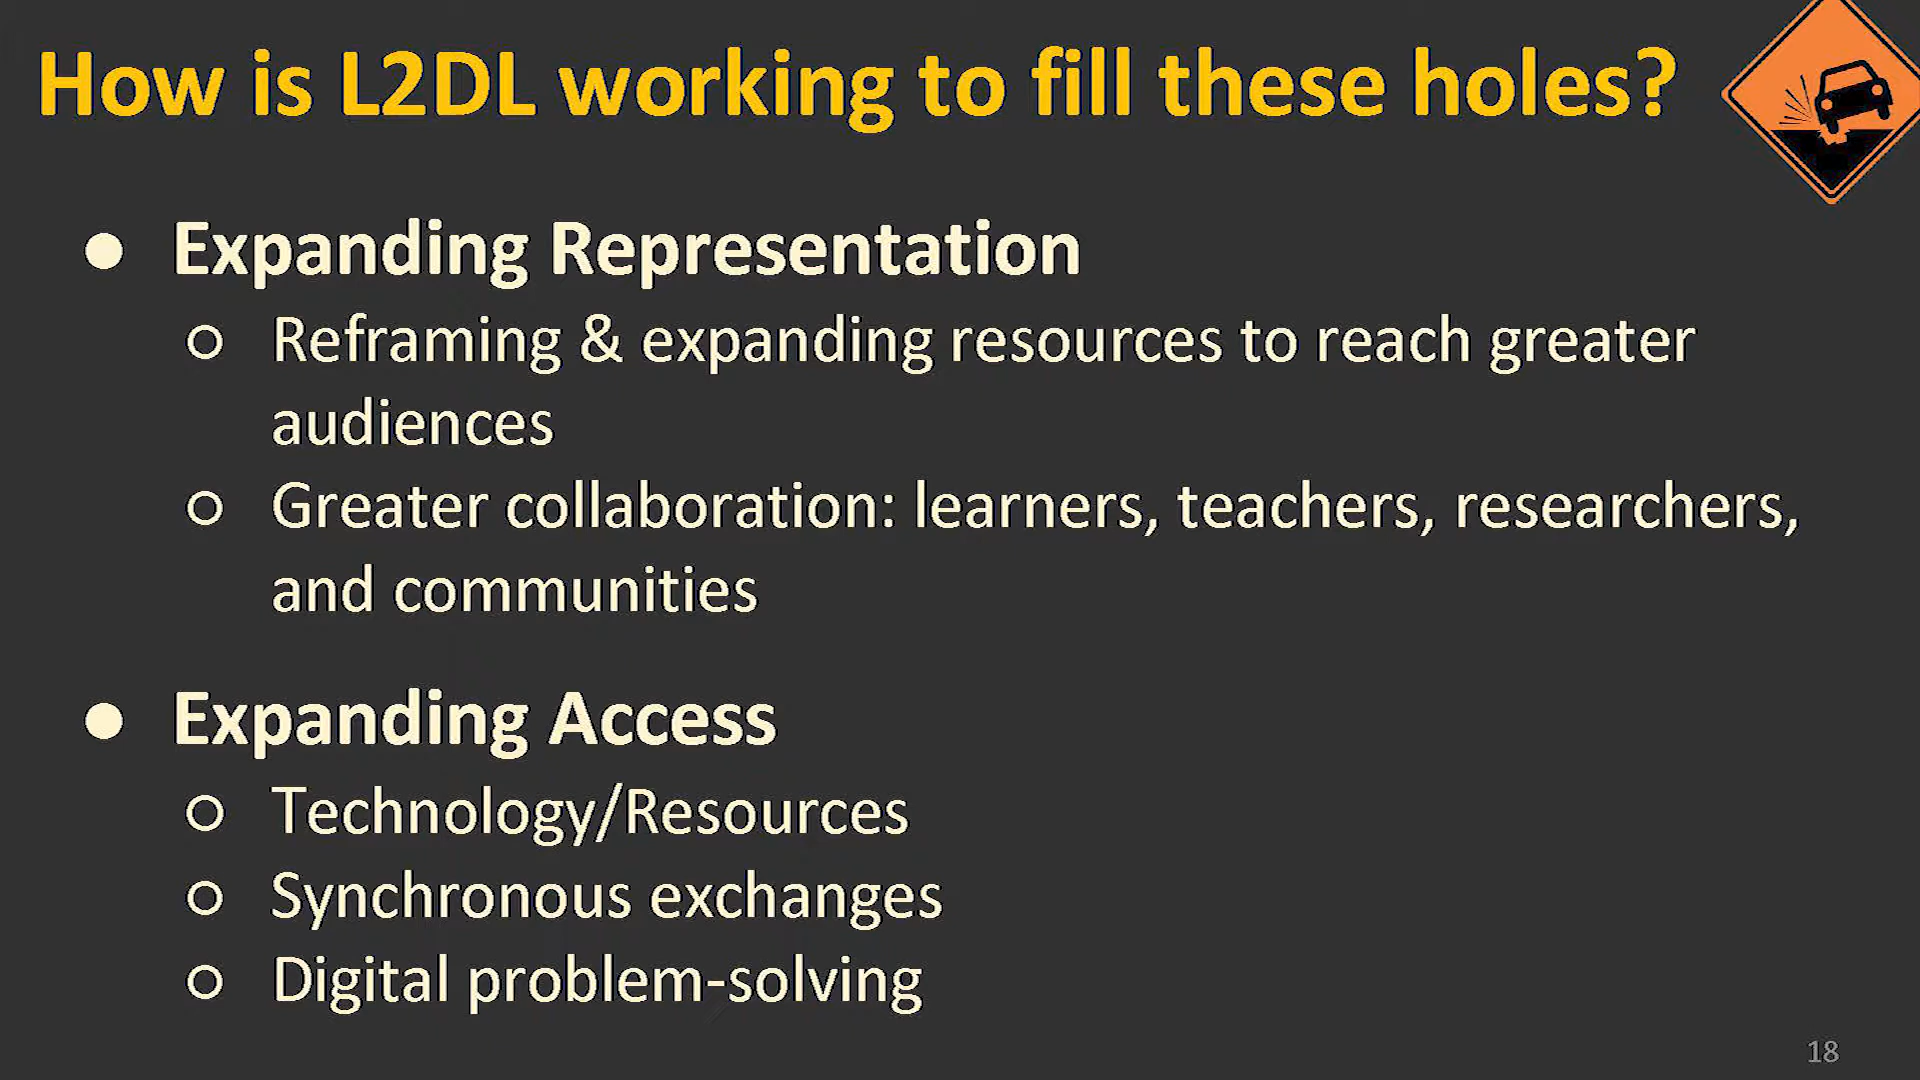 How is L2DL working to fill these holes?
● Expanding Representation
○ Reframing & expanding resources to reach greater
audiences
○ Greater collaboration: learners, teachers, researchers,
and communities
● Expanding Access
○ Technology/Resources
○ Synchronous exchanges
○ Digital problem-solving
18